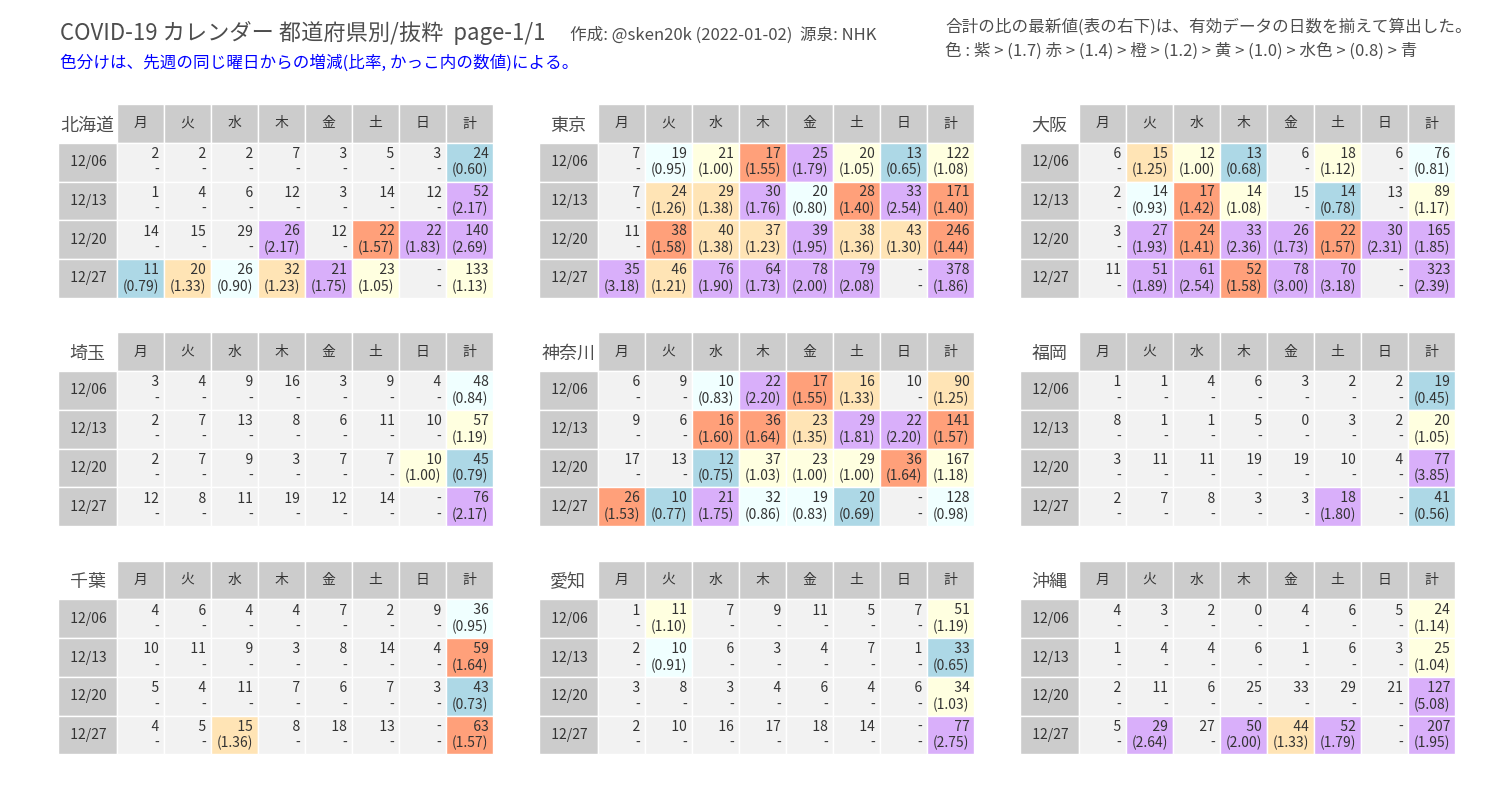 COVID-19 カレンダー 都道府県別/抜粋 page-1/1 作成: @sken20k (2022-01-02) 源泉: NHK
合計の比の最新値(表の右下)は、有効データの日数を揃えて算出した。
色分けは、先週の同じ曜日からの増減(比率, かっこ内の数値)による。
色 : 紫 > (1.7) 赤 > (1.4) 橙 > (1.2) 黄 > (1.0) > 水色 > (0.8) > 青
北海道 月 火 水 木 金 土 日 計
12/06 2 2 2 7 3 5 3 24
- - - - - - - (0.60)
12/13 1 4 6 12 3 14 12 52
- - - - - - - (2.17)
12/20 14 15 29 26 12 22 22 140
- - - (2.17) - (1.57) (1.83) (2.69)
12/27 11 20 26 32 21 23 - 133
(0.79) (1.33) (0.90) (1.23) (1.75) (1.05) - (1.13)
東京 月 火 水 木 金 土 日 計
12/06 7 19 21 17 25 20 13 122
- (0.95) (1.00) (1.55) (1.79) (1.05) (0.65) (1.08)
12/13 7 24 29 30 20 28 33 171
- (1.26) (1.38) (1.76) (0.80) (1.40) (2.54) (1.40)
12/20 11 38 40 37 39 38 43 246
- (1.58) (1.38) (1.23) (1.95) (1.36) (1.30) (1.44)
12/27 35 46 76 64 78 79 - 378
(3.18) (1.21) (1.90) (1.73) (2.00) (2.08) - (1.86)
大阪 月 火 水 木 金 土 日 計
12/06 6 15 12 13 6 18 6 76
- (1.25) (1.00) (0.68) - (1.12) - (0.81)
12/13 2 14 17 14 15 14 13 89
- (0.93) (1.42) (1.08) - (0.78) - (1.17)
12/20 3 27 24 33 26 22 30 165
- (1.93) (1.41) (2.36) (1.73) (1.57) (2.31) (1.85)
12/27 11 51 61 52 78 70 - 323
- (1.89) (2.54) (1.58) (3.00) (3.18) - (2.39)
埼玉 月 火 水 木 金 土 日 計
12/06 3 4 9 16 3 9 4 48
- - - - - - - (0.84)
12/13 2 7 13 8 6 11 10 57
- - - - - - - (1.19)
12/20 2 7 9 3 7 7 10 45
- - - - - - (1.00) (0.79)
12/27 12 8 11 19 12 14 - 76
- - - - - - - (2.17)
神奈川 月 火 水 木 金 土 日 計
12/06 6 9 10 22 17 16 10 90
- - (0.83) (2.20) (1.55) (1.33) - (1.25)
12/13 9 6 16 36 23 29 22 141
- - (1.60) (1.64) (1.35) (1.81) (2.20) (1.57)
12/20 17 13 12 37 23 29 36 167
- - (0.75) (1.03) (1.00) (1.00) (1.64) (1.18)
12/27 26 10 21 32 19 20 - 128
(1.53) (0.77) (1.75) (0.86) (0.83) (0.69) - (0.98)
福岡 月 火 水 木 金 土 日 計
12/06 1 1 4 6 3 2 2 19
- - - - - - - (0.45)
12/13 8 1 1 5 0 3 2 20
- - - - - - - (1.05)
12/20 3 11 11 19 19 10 4 77
- - - - - - - (3.85)
12/27 2 7 8 3 3 18 - 41
- - - - - (1.80) - (0.56)
千葉 月 火 水 木 金 土 日 計
12/06 4 6 4 4 7 2 9 36
- - - - - - - (0.95)
12/13 10 11 9 3 8 14 4 59
- - - - - - - (1.64)
12/20 5 4 11 7 6 7 3 43
- - - - - - - (0.73)
12/27 4 5 15 8 18 13 - 63
- - (1.36) - - - - (1.57)
愛知 月 火 水 木 金 土 日 計
12/06 1 11 7 9 11 5 7 51
- (1.10) - - - - - (1.19)
12/13 2 10 6 3 4 7 1 33
- (0.91) - - - - - (0.65)
12/20 3 8 3 4 6 4 6 34
- - - - - - - (1.03)
12/27 2 10 16 17 18 14 - 77
- - - - - - - (2.75)
沖縄 月 火 水 木 金 土 日 計
12/06 4 3 2 0 4 6 5 24
- - - - - - - (1.14)
12/13 1 4 4 6 1 6 3 25
- - - - - - - (1.04)
12/20 2 11 6 25 33 29 21 127
- - - - - - - (5.08)
12/27 5 29 27 50 44 52 - 207
- (2.64) - (2.00) (1.33) (1.79) - (1.95)